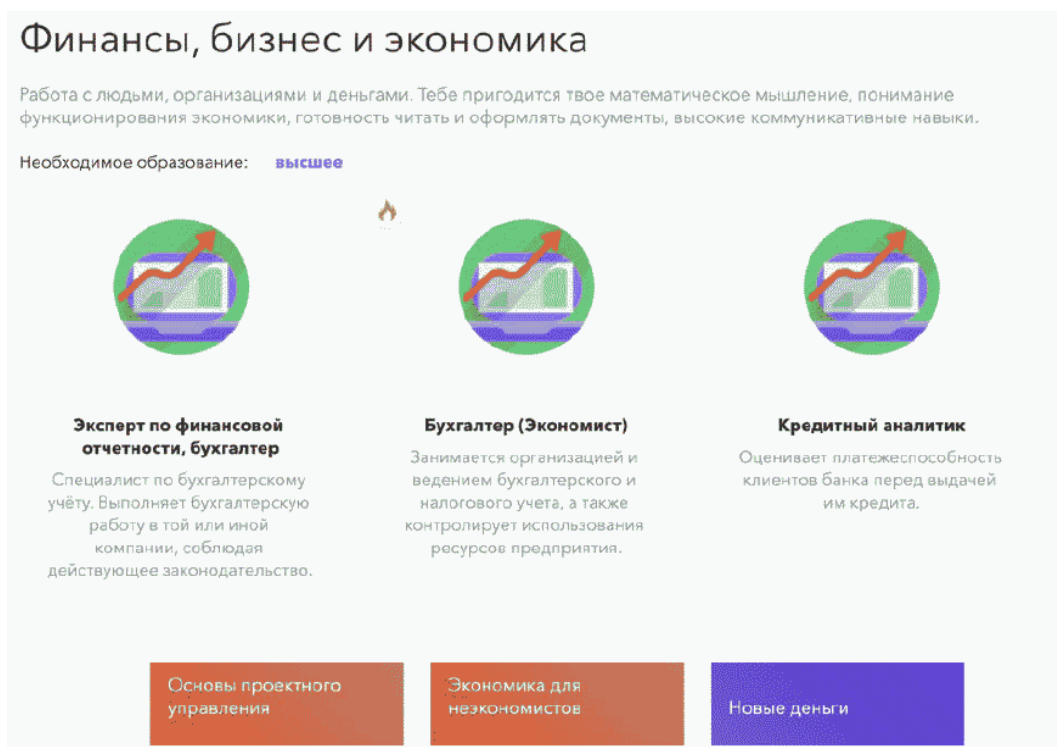 Финансы, бизнес и экономика
Работа с людьми, организациями и деньгами. Тебе пригодится твое математическое мышление, понимание
функционирования экономики, готовность читать и оформлять документы, высокие коммуникативные навыки.
Необходимое образование: высшее
Эксперт по финансовой
отчетности, бухгалтер
Специалист по бухгалтерскому
учёту. Выполняет бухгалтерскую
работу в той или иной
компании, соблюдая
действующее законодательство.
Бухгалтер (Экономист)
Занимается организацией и
ведением бухгалтерского и
налогового учета, а также
контролирует использования
ресурсов предприятия.
Кредитный аналитик
Оценивает платежеспособность
клиентов банка перед выдачей
им кредита.
Основы проектного
управления
Экономика для
неэкономистов
Новые деньги